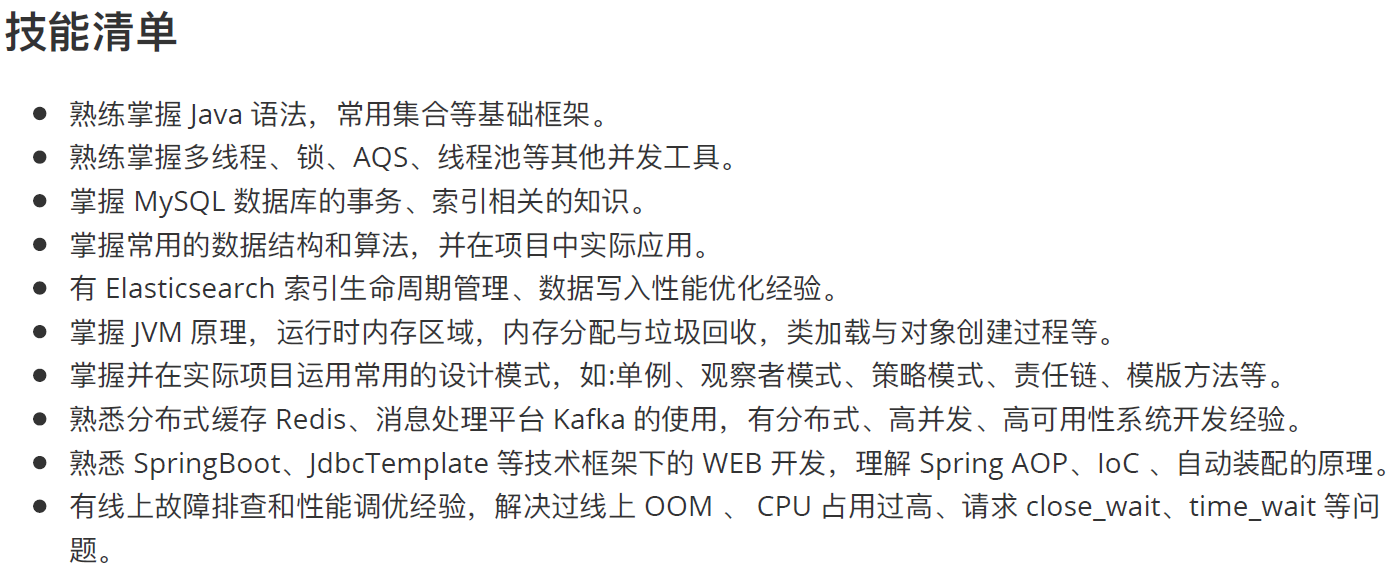 技能清单
熟练掌握 Java 语法，常用集合等基础框架。
熟练掌握多线程、锁、AQS、线程池等其他并发工具。
掌握 MySQL 数据库的事务、索引相关的知识。
掌握常用的数据结构和算法，并在项目中实际应用。
有 Elasticsearch 索引生命周期管理、数据写入性能优化经验。
掌握 JVM 原理，运行时内存区域，内存分配与垃圾回收，类加载与对象创建过程等。
掌握并在实际项目运用常用的设计模式，如:单例、观察者模式、策略模式、责任链、模版方法等。
熟悉分布式缓存 Redis、消息处理平台 Kafka 的使用，有分布式、高并发、高可用性系统开发经验。
熟悉 SpringBoot、JdbcTemplate 等技术框架下的 WEB 开发，理解 Spring AOP、IoC 、自动装配的原理。
有线上故障排查和性能调优经验，解决过线上 OOM 、 CPU 占用过高、请求 close_wait、time_wait 等问
题。